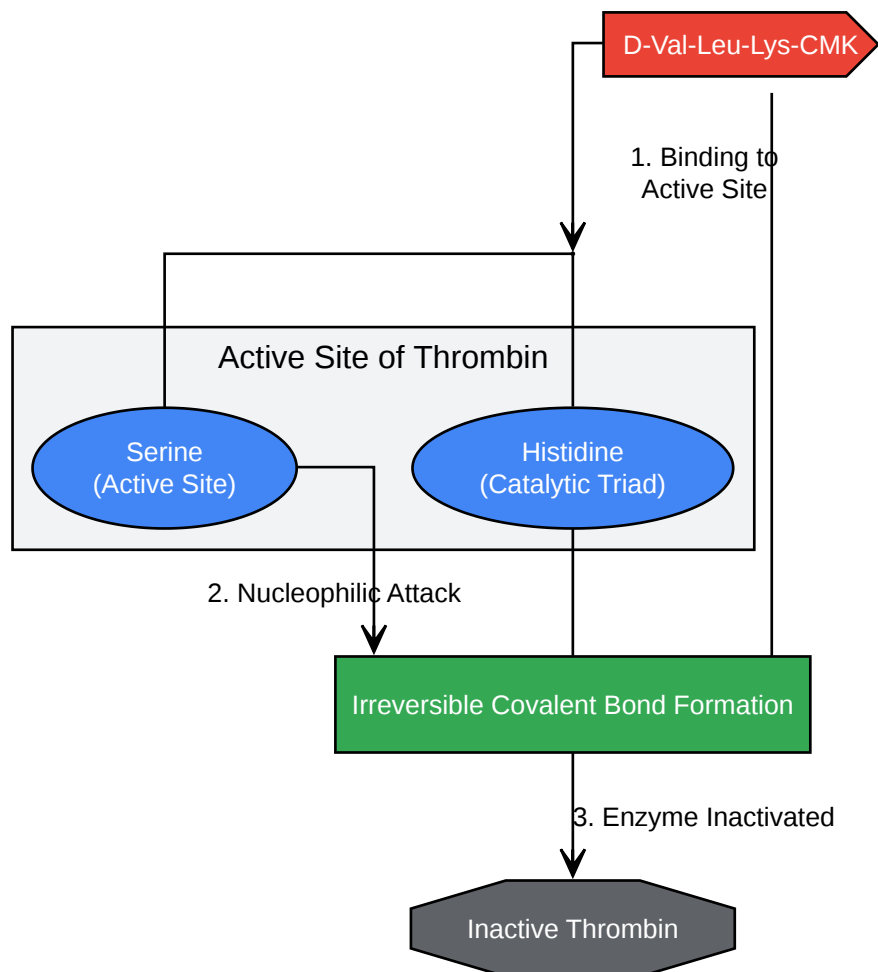 D-Val-Leu-Lys-CMK
1. Binding to
Active Site
Active Site of Thrombin
Serine
(Active Site)
Histidine
(Catalytic Triad)
2. Nucleophilic Attack
Irreversible Covalent Bond Formation
3. Enzyme Inactivated
Inactive Thrombin